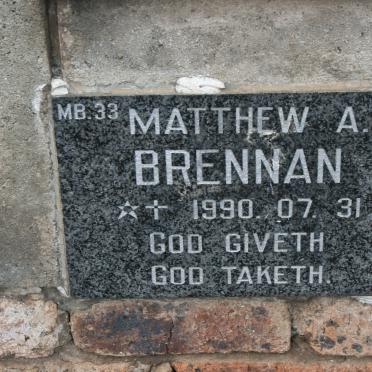 MB.33 MATTHEW A.
BRENNAN
☆+ 1990. 07. 31
GOD GIVETH
GOD TAKETH.